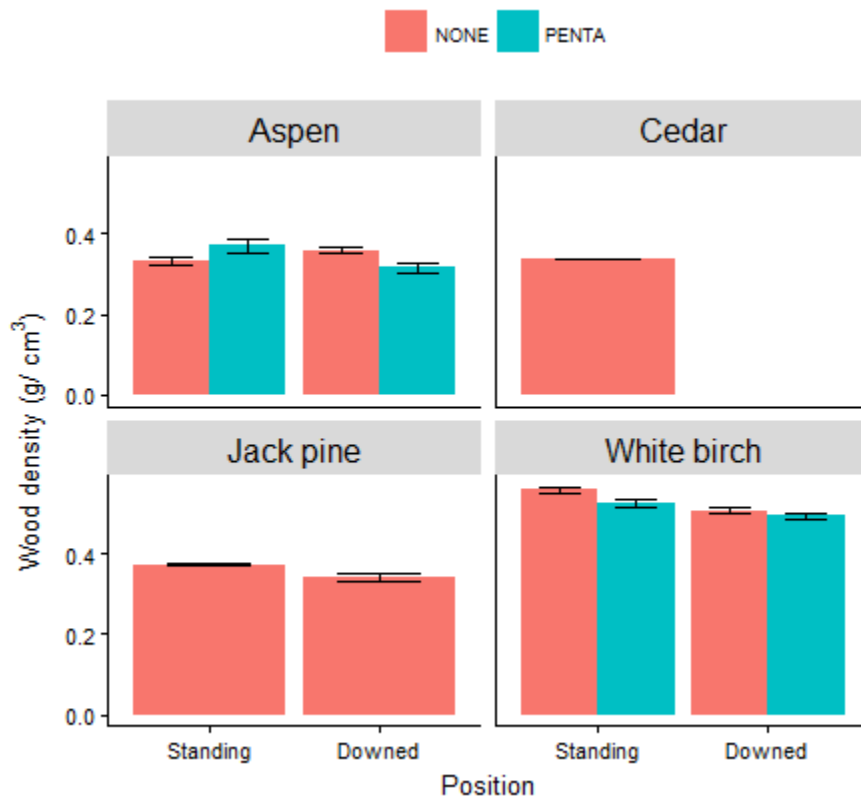 NONE PENTA
Aspen Cedar
Wood density (g/ cm³)
0.4
0.2
0.0
Jack pine White birch
0.4
0.2
0.0
Standing Downed Standing Downed
Position